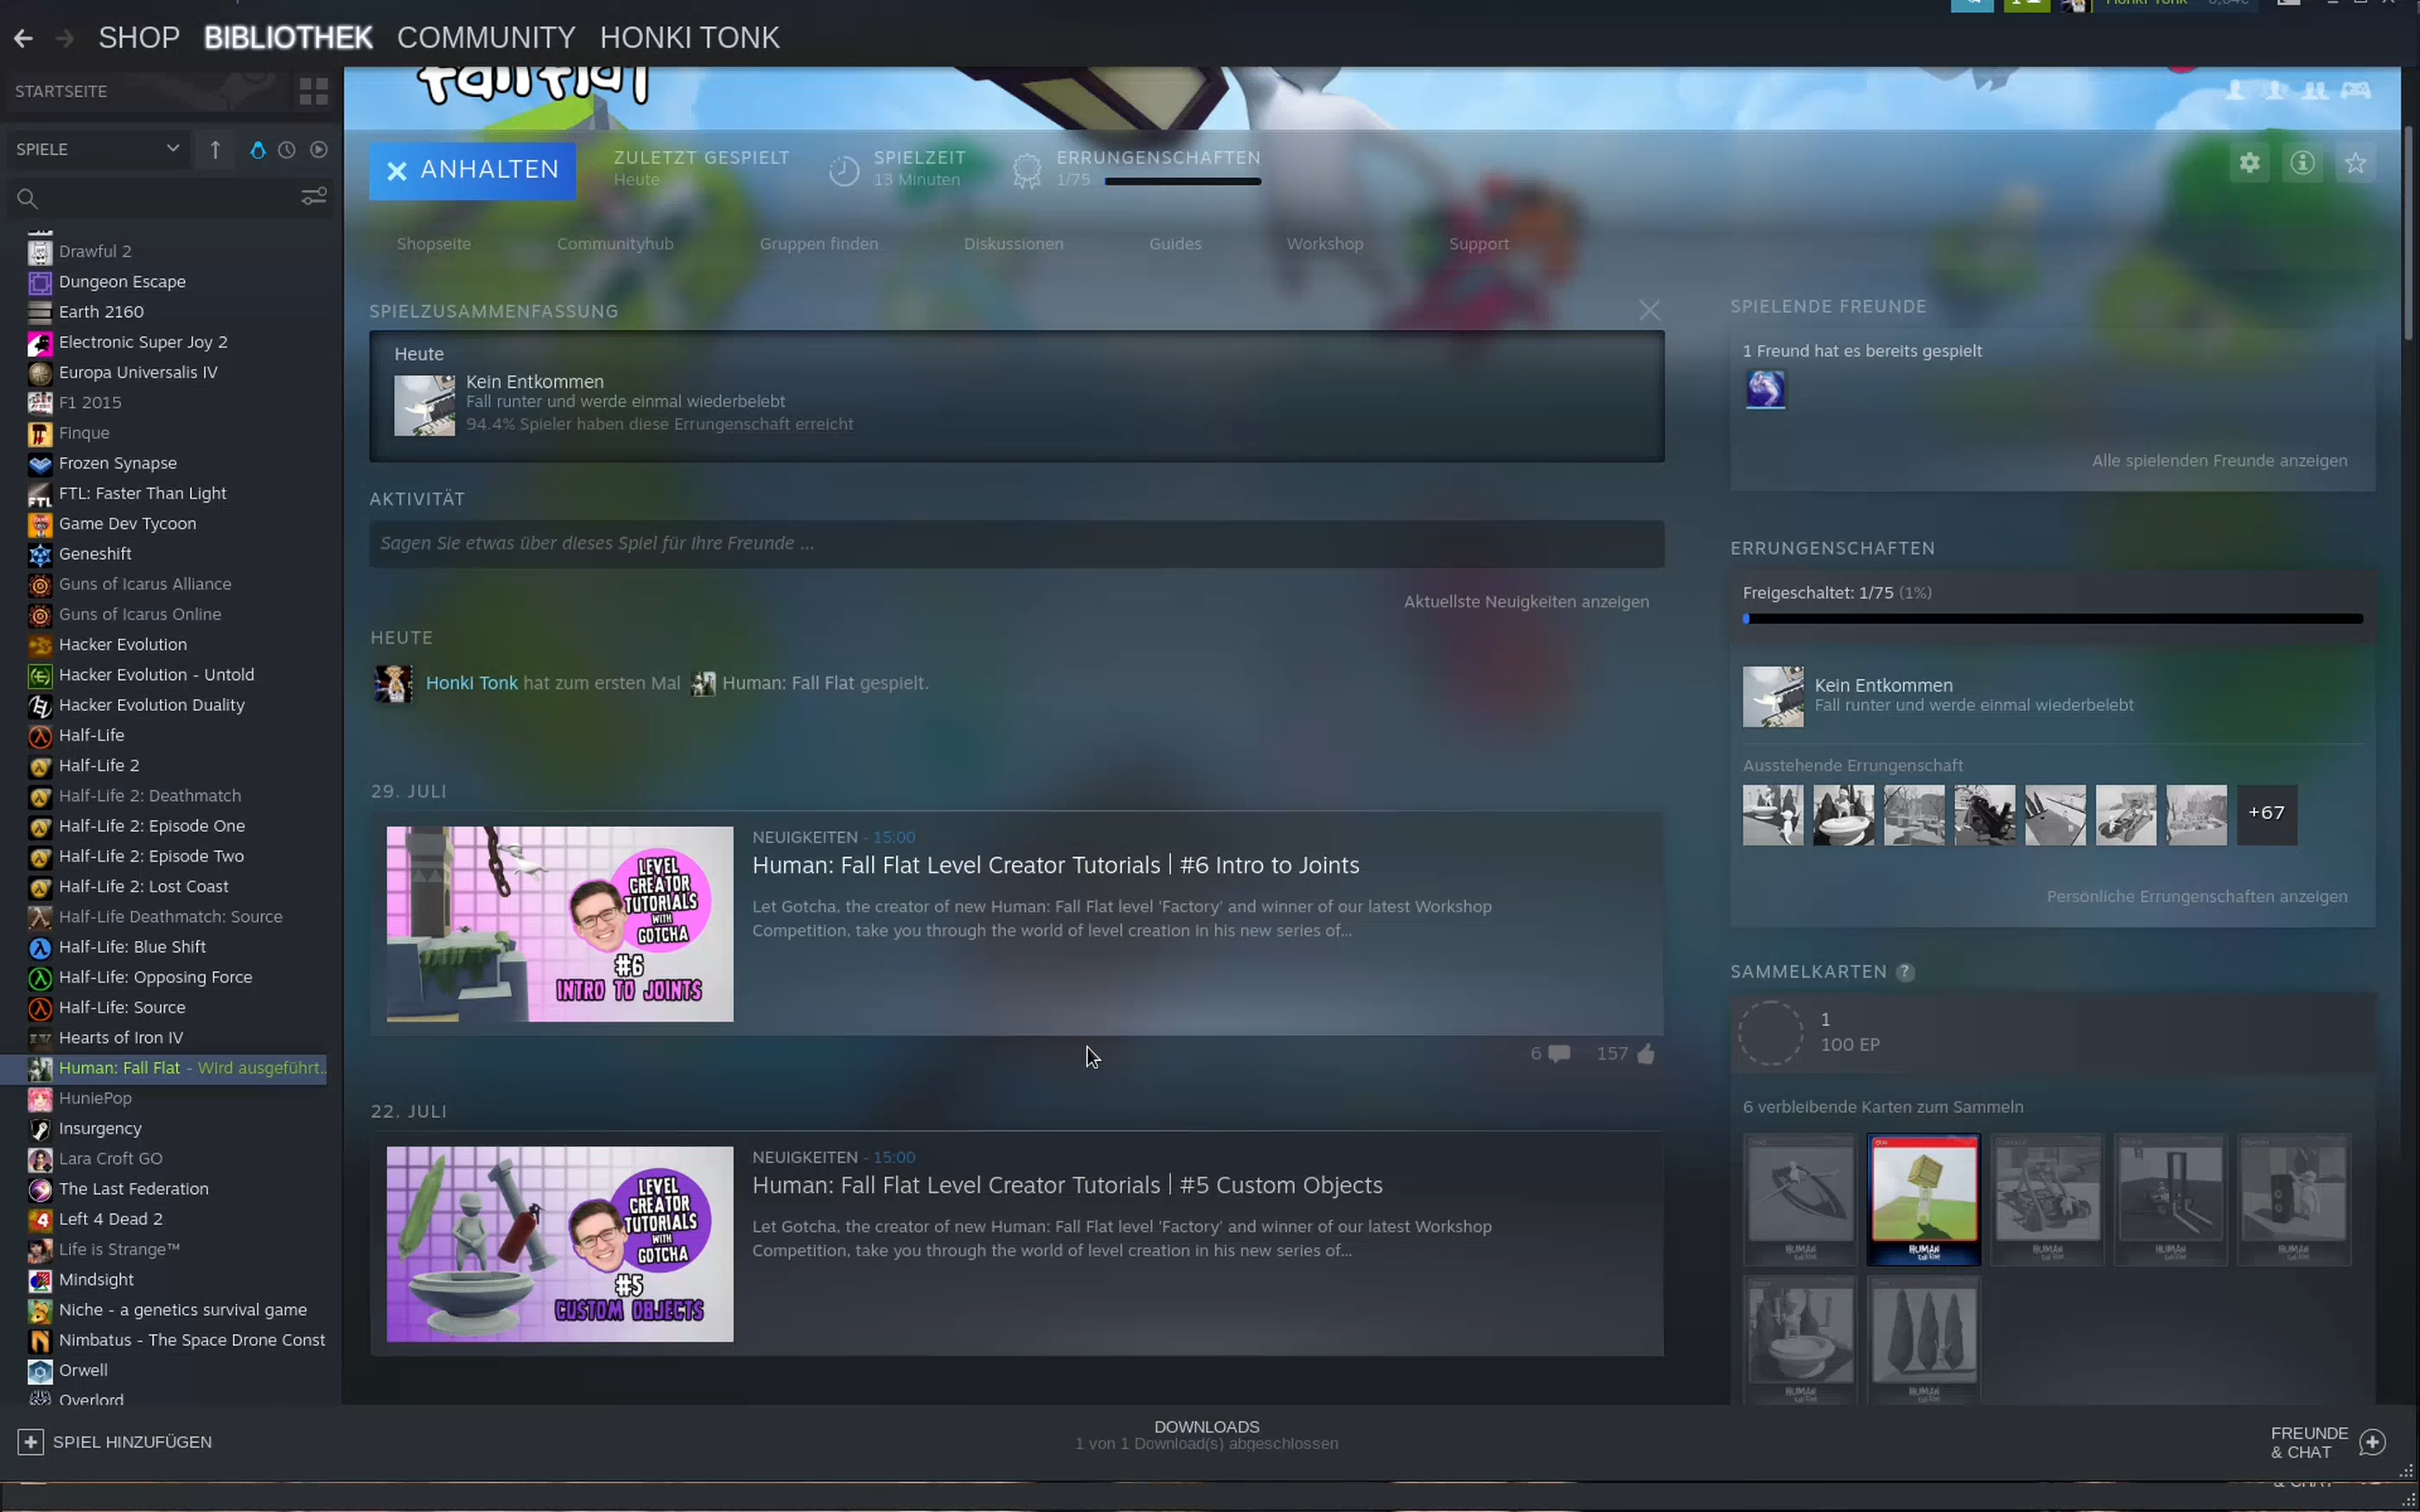 SHOP BIBLIOTHEK COMMUNITY HONKI TONK
STARTSEITE
SPIELE
Drawful 2
Dungeon Escape
Earth 2160
Electronic Super Joy 2
Europa Universalis IV
F1 2015
Finque
Frozen Synapse
FTL: Faster Than Light
Game Dev Tycoon
Geneshift
Guns of Icarus Alliance
Guns of Icarus Online
Hacker Evolution
Hacker Evolution - Untold
Hacker Evolution Duality
Half-Life
Half-Life 2
Half-Life 2: Deathmatch
Half-Life 2: Episode One
Half-Life 2: Episode Two
Half-Life 2: Lost Coast
Half-Life Deathmatch: Source
Half-Life: Blue Shift
Half-Life: Opposing Force
Half-Life: Source
Hearts of Iron IV
Human: Fall Flat - Wird ausgeführt..
HuniePop
Insurgency
Lara Croft GO
The Last Federation
Left 4 Dead 2
Life is Strange™
Mindsight
Niche - a genetics survival game
Nimbatus - The Space Drone Const
Orwell
Overlord
SPIEL HINZUFÜGEN
fall flat
ANHALTEN
ZULETZT GESPIELT
Heute
SPIELZEIT
13 Minuten
ERRUNGENSCHAFTEN
1/75
Shopseite Communityhub Gruppen finden Diskussionen Guides Workshop Support
SPIELZUSAMMENFASSUNG
Heute
Kein Entkommen
Fall runter und werde einmal wiederbelebt
94.4% Spieler haben diese Errungenschaft erreicht
AKTIVITÄT
Sagen Sie etwas über dieses Spiel für Ihre Freunde ...
Aktuellste Neuigkeiten anzeigen
HEUTE
Honki Tonk hat zum ersten Mal Human: Fall Flat gespielt.
29. JULI
LEVEL
CREATOR
TUTORIALS
WITH
GOTCHA
#6
INTRO TO JOINTS
NEUIGKEITEN - 15:00
Human: Fall Flat Level Creator Tutorials | #6 Intro to Joints
Let Gotcha, the creator of new Human: Fall Flat level 'Factory' and winner of our latest Workshop
Competition, take you through the world of level creation in his new series of...
6 157
22. JULI
LEVEL
CREATOR
TUTORIALS
WITH
GOTCHA
#5
CUSTOM OBJECTS
NEUIGKEITEN - 15:00
Human: Fall Flat Level Creator Tutorials | #5 Custom Objects
Let Gotcha, the creator of new Human: Fall Flat level 'Factory' and winner of our latest Workshop
Competition, take you through the world of level creation in his new series of...
SPIELENDE FREUNDE
1 Freund hat es bereits gespielt
Alle spielenden Freunde anzeigen
ERRUNGENSCHAFTEN
Freigeschaltet: 1/75 (1%)
Kein Entkommen
Fall runter und werde einmal wiederbelebt
Ausstehende Errungenschaft
+67
Persönliche Errungenschaften anzeigen
SAMMELKARTEN ?
1
100 EP
6 verbleibende Karten zum Sammeln
HUMAN
HUMAN
HUMAN
HUMAN
HUMAN
HUMAN
HUMAN
DOWNLOADS
1 von 1 Download(s) abgeschlossen
FREUNDE
& CHAT